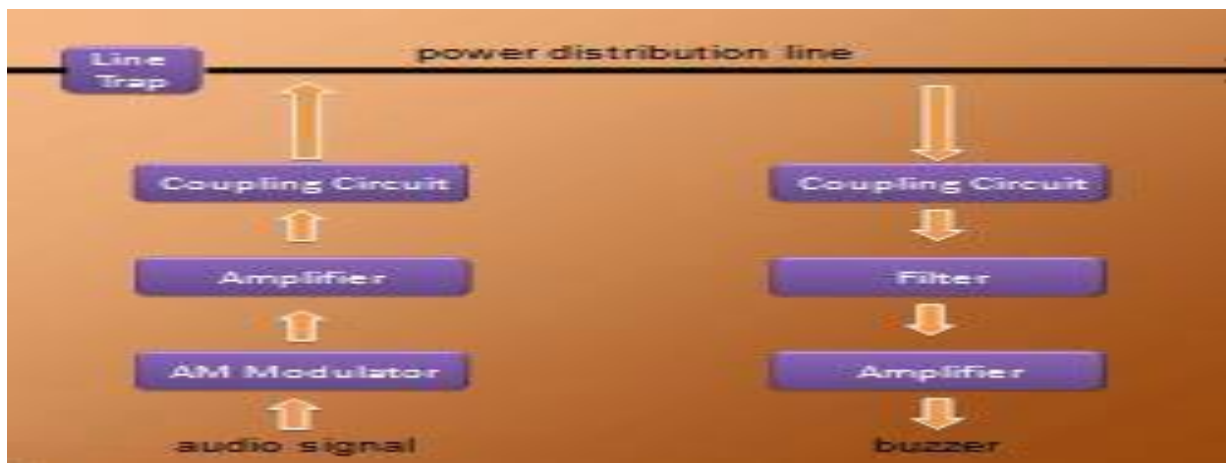 power distribution line
Line
Trap
Coupling Circuit
Amplifier
AM Modulator
audio signal
Coupling Circuit
Filter
Amplifier
buzzer